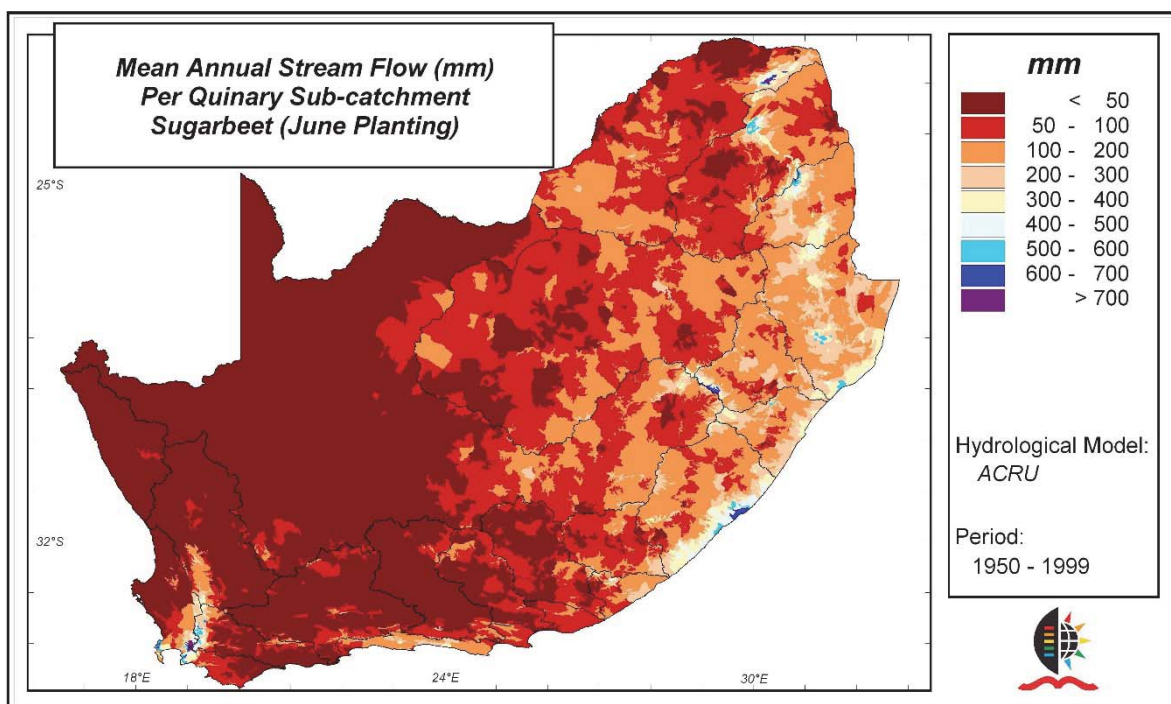 Mean Annual Stream Flow (mm)
Per Quinary Sub-catchment
Sugarbeet (June Planting)
mm
< 50
50 - 100
100 - 200
200 - 300
300 - 400
400 - 500
500 - 600
600 - 700
> 700
Hydrological Model:
ACRU
Period:
1950 - 1999
25°S
32°S
18°E
24°E
30°E